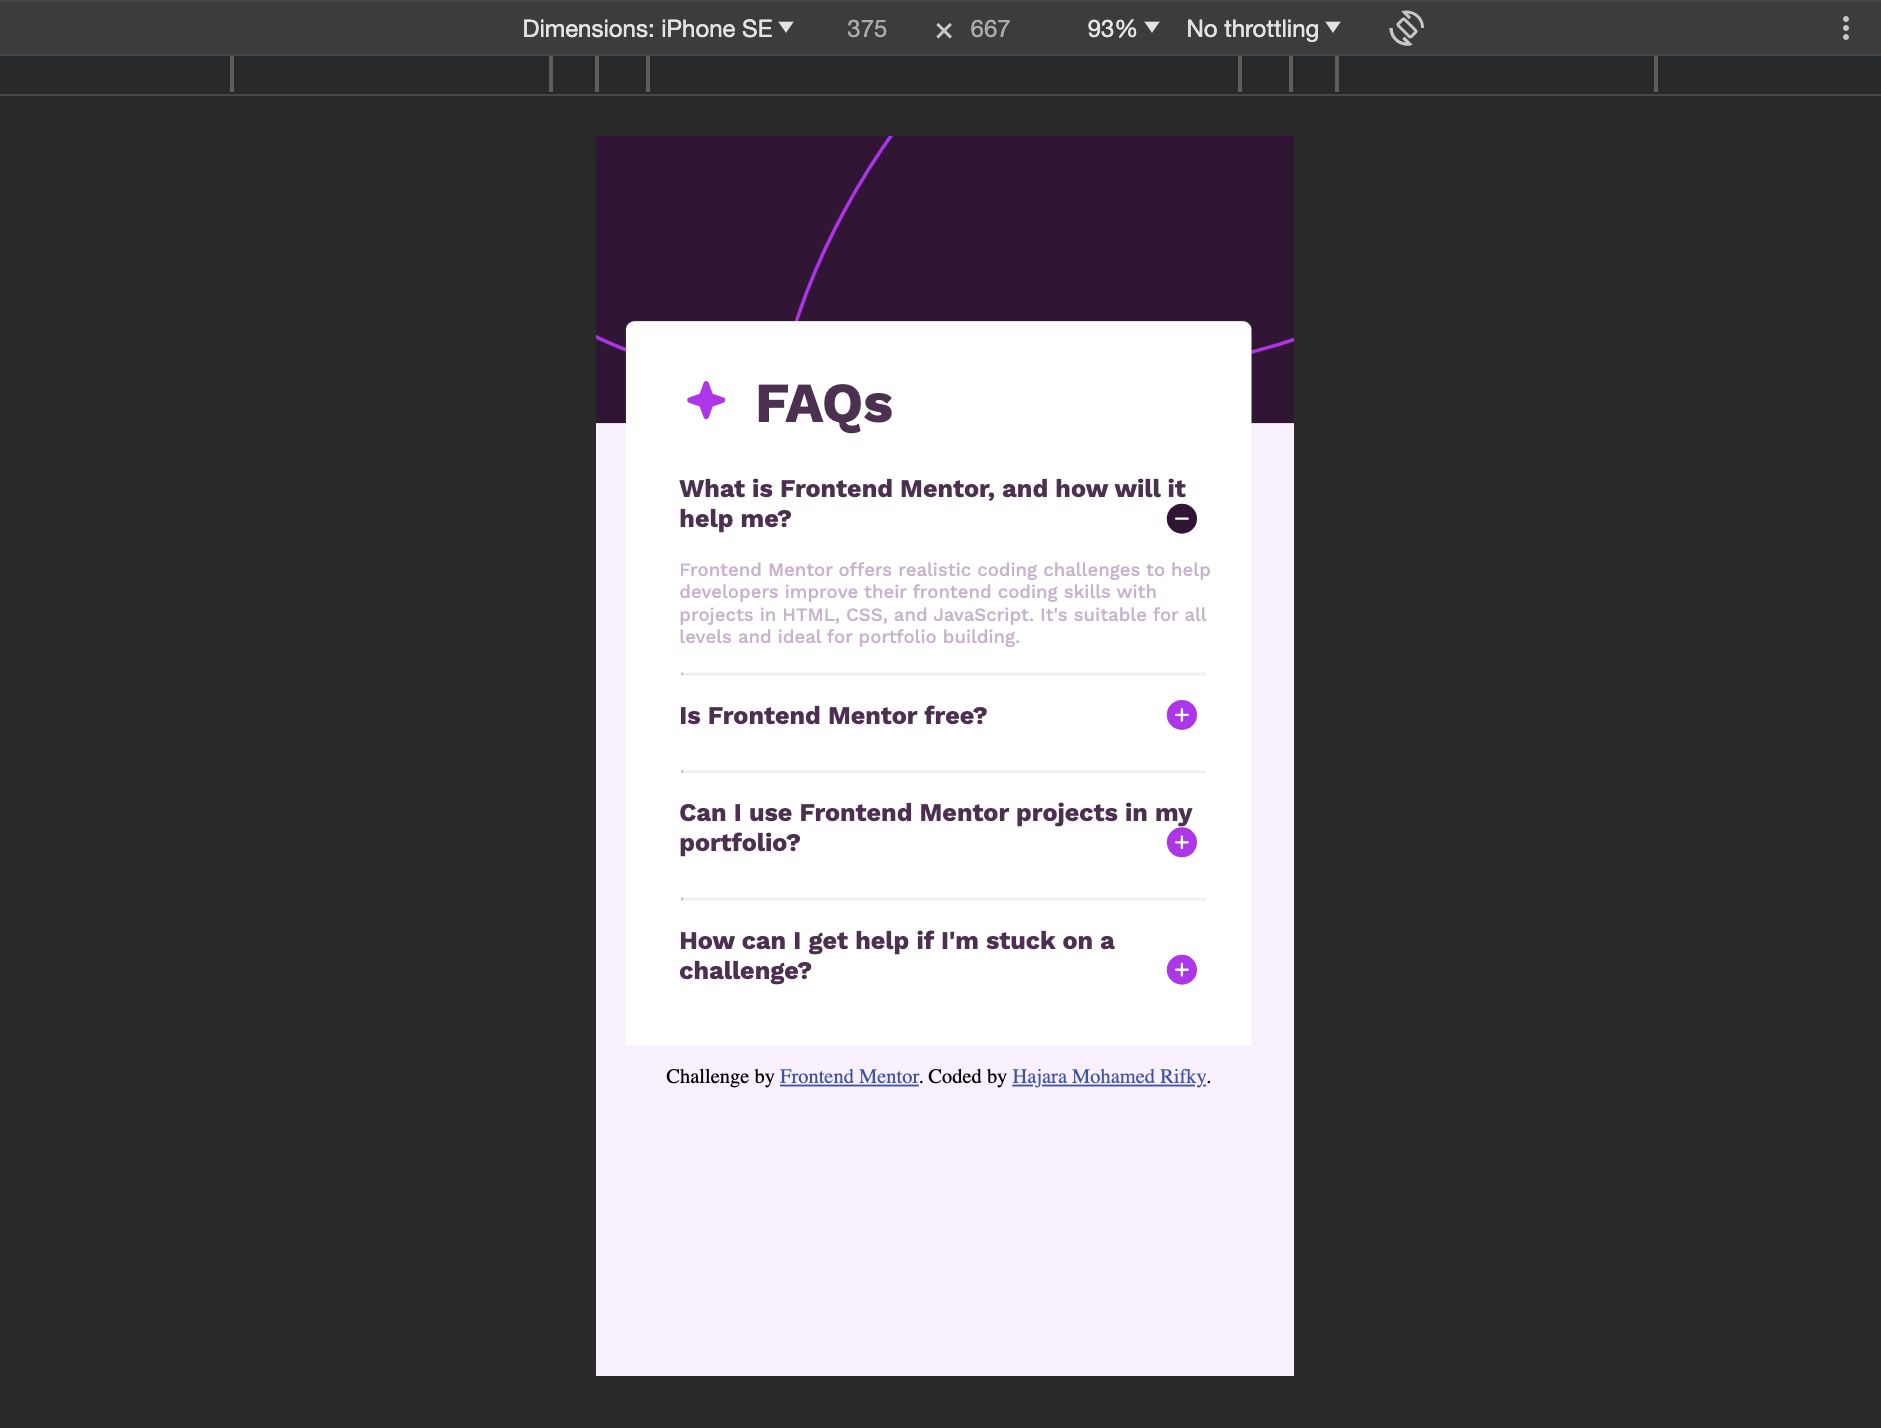 Dimensions: iPhone SE 375 × 667 93% No throttling
FAQs
What is Frontend Mentor, and how will it
help me?
Frontend Mentor offers realistic coding challenges to help
developers improve their frontend coding skills with
projects in HTML, CSS, and JavaScript. It's suitable for all
levels and ideal for portfolio building.
Is Frontend Mentor free?
Can I use Frontend Mentor projects in my
portfolio?
How can I get help if I'm stuck on a
challenge?
Challenge by Frontend Mentor. Coded by Hajara Mohamed Rifky.